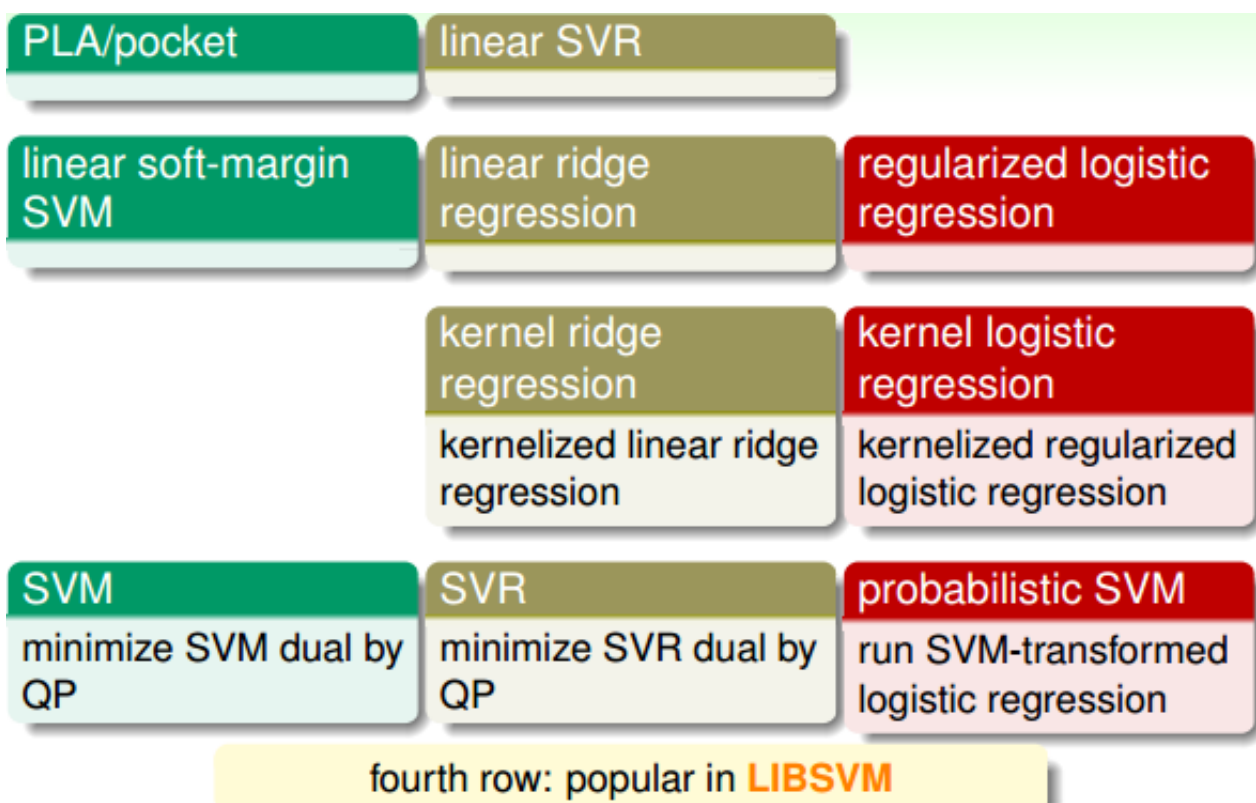 PLA/pocket
linear SVR
linear soft-margin
SVM
linear ridge
regression
regularized logistic
regression
kernel ridge
regression
kernelized linear ridge
regression
kernel logistic
regression
kernelized regularized
logistic regression
SVM
minimize SVM dual by
QP
SVR
minimize SVR dual by
QP
probabilistic SVM
run SVM-transformed
logistic regression
fourth row: popular in LIBSVM